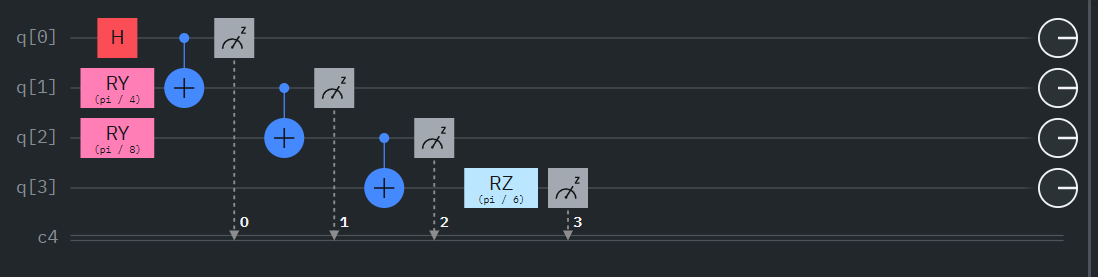 q[0] H z
q[1] RY (pi / 4) z
q[2] RY (pi / 8) z
q[3] RZ (pi / 6) z
0 1 2 3
c4